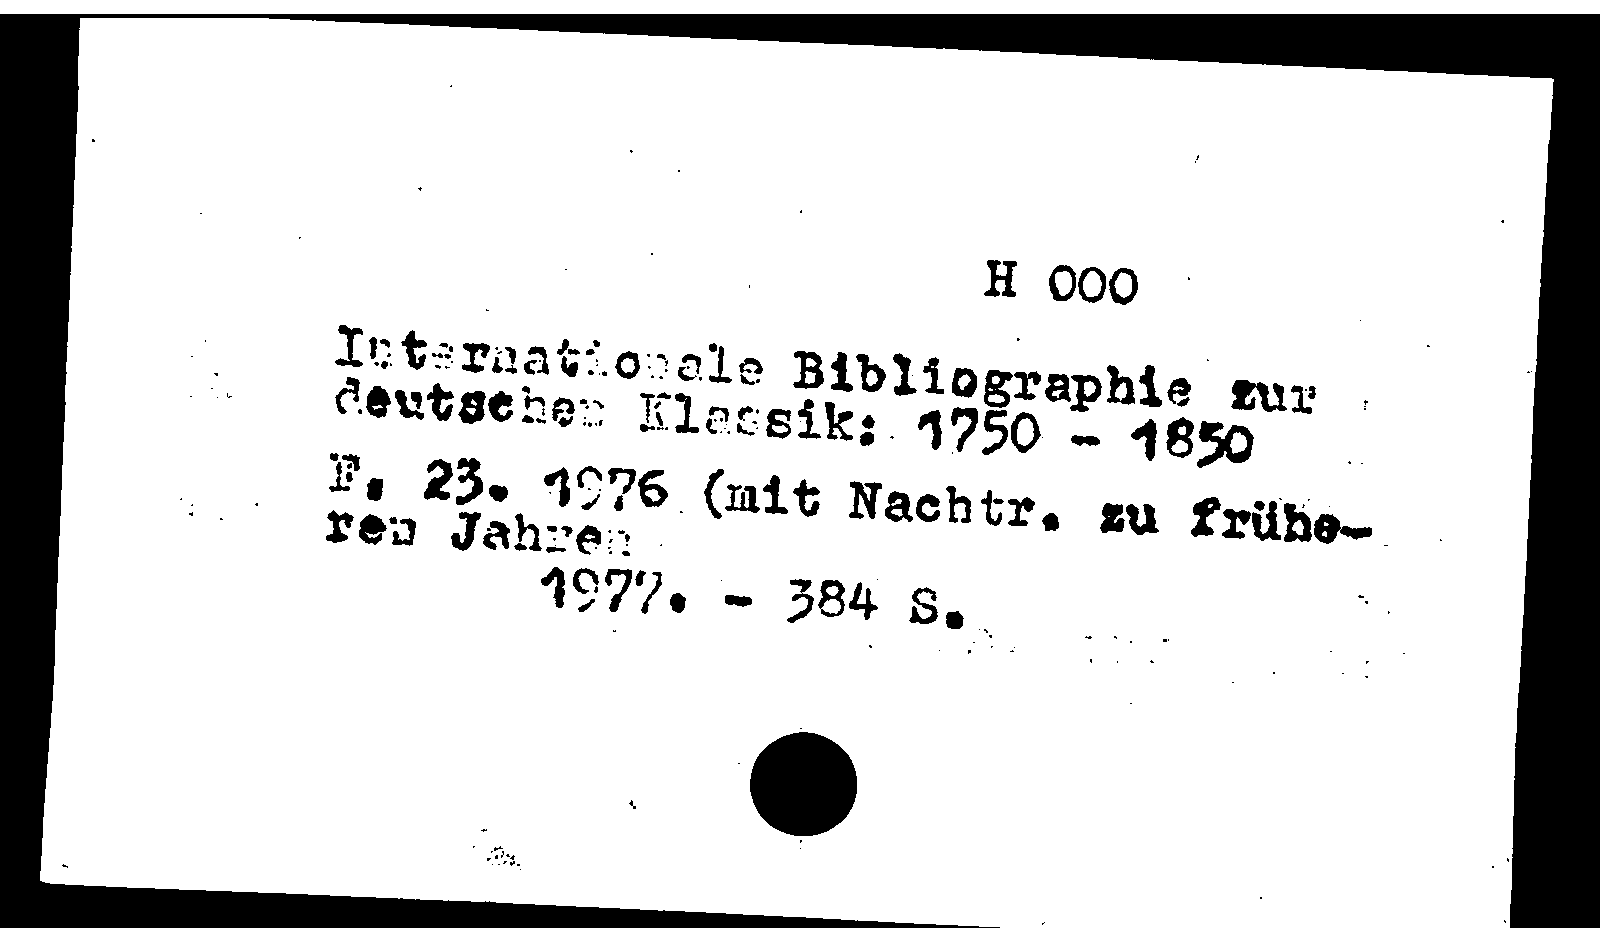 H 000
Internationale Bibliographie zur
deutschen Klassik: 1750 - 1850
F. 23. 1976 (mit Nachtr. zu frühe-
ren Jahren
1977. - 384 S.